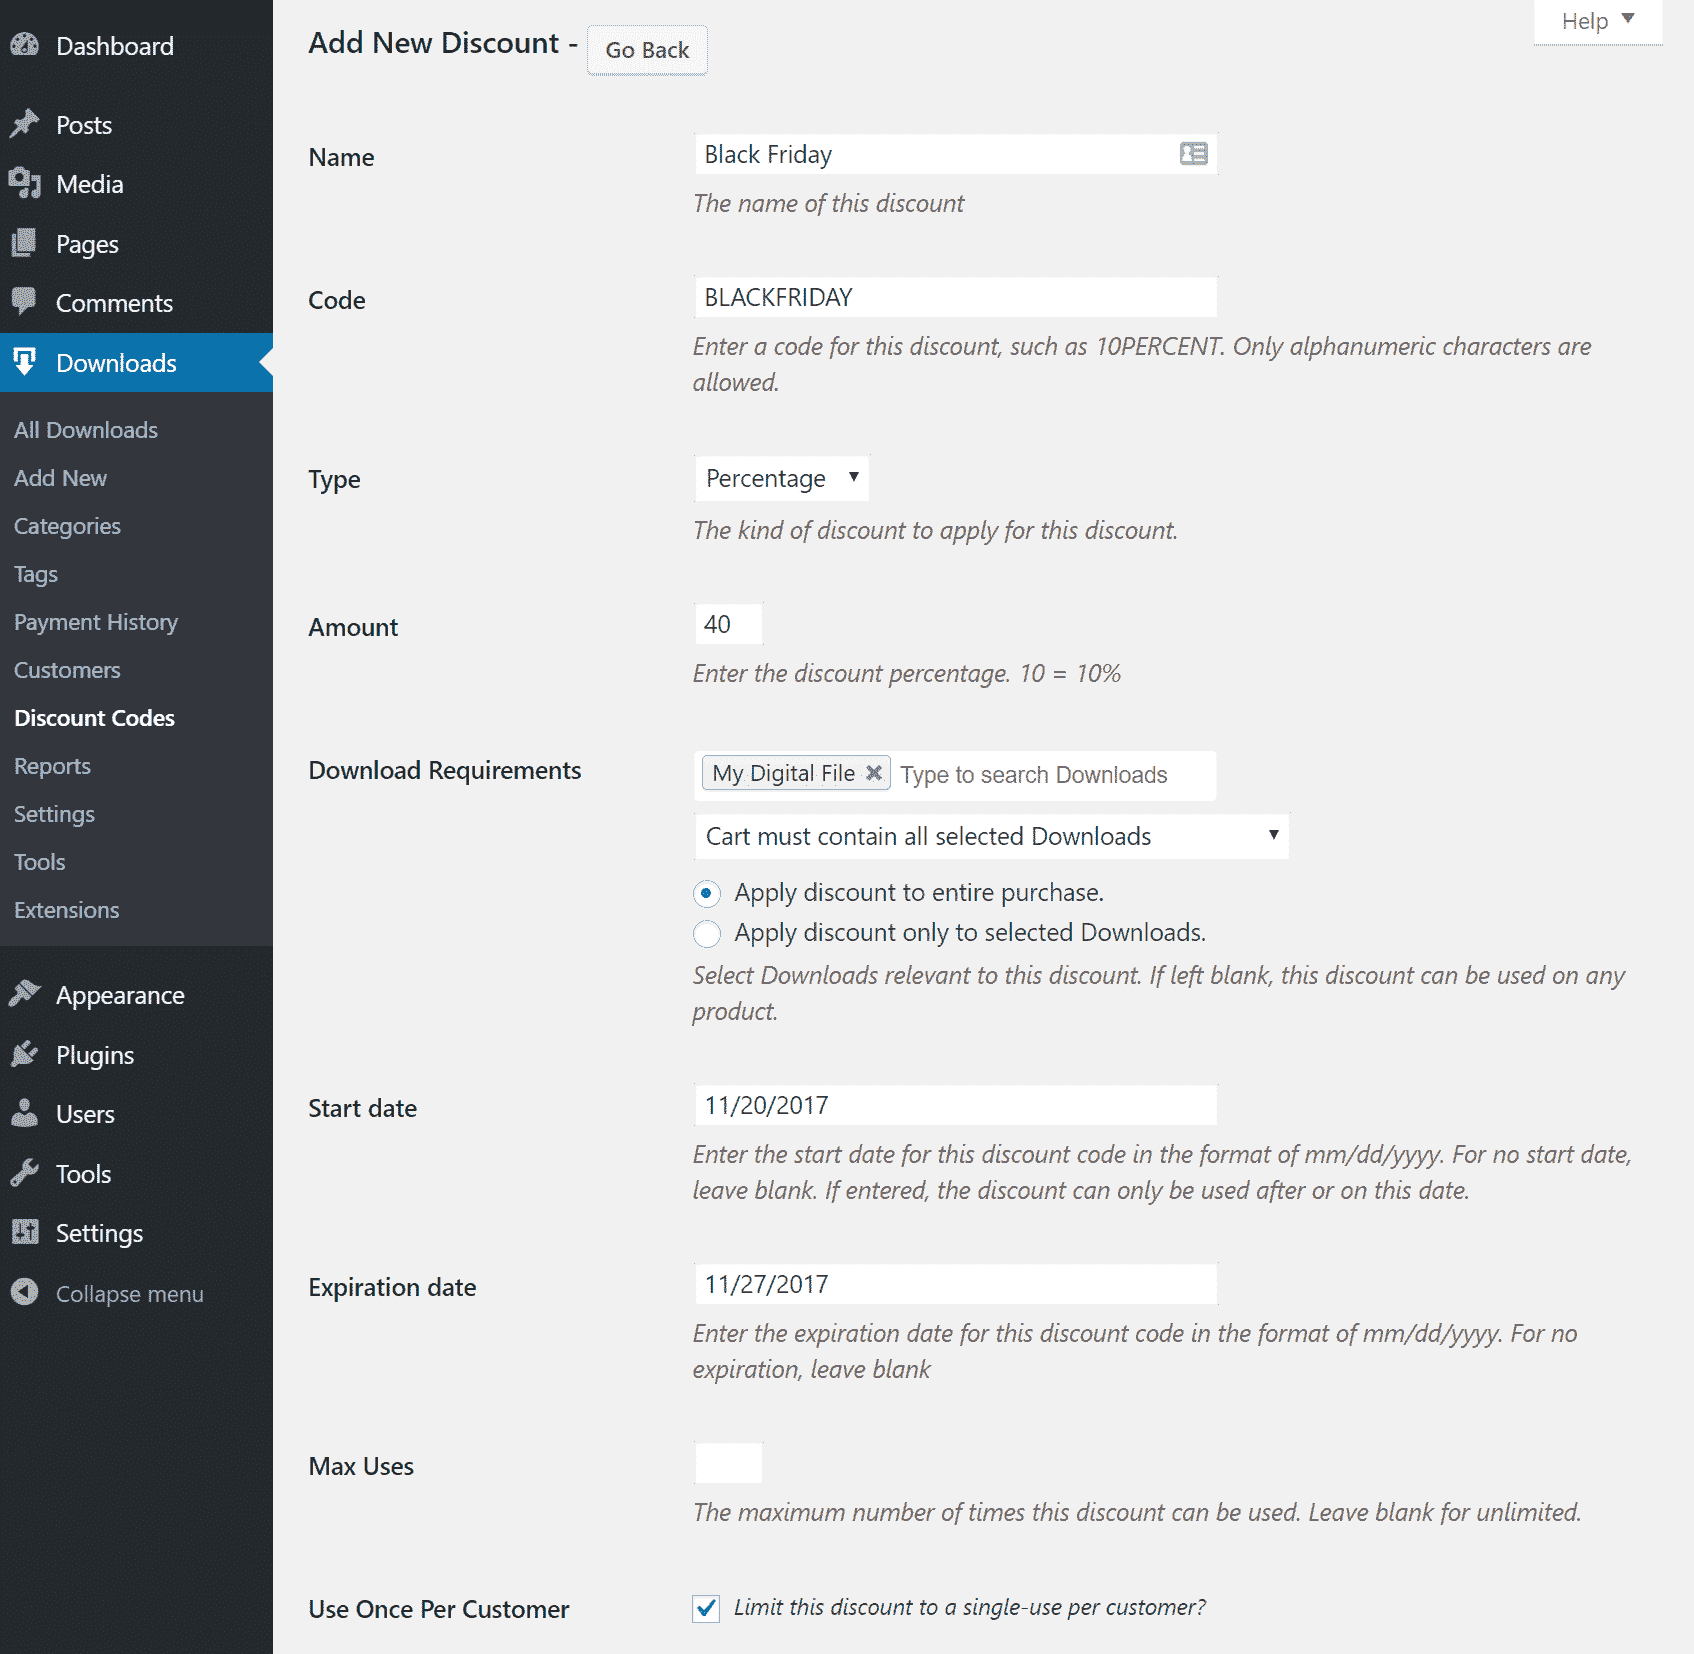 Dashboard
Posts
Media
Pages
Comments
Downloads
All Downloads
Add New
Categories
Tags
Payment History
Customers
Discount Codes
Reports
Settings
Tools
Extensions
Appearance
Plugins
Users
Tools
Settings
Collapse menu
Add New Discount - Go Back
Help
Name
Black Friday
The name of this discount
Code
BLACKFRIDAY
Enter a code for this discount, such as 10PERCENT. Only alphanumeric characters are
allowed.
Type
Percentage
The kind of discount to apply for this discount.
Amount
40
Enter the discount percentage. 10 = 10%
Download Requirements
My Digital File Type to search Downloads
Cart must contain all selected Downloads
Apply discount to entire purchase.
Apply discount only to selected Downloads.
Select Downloads relevant to this discount. If left blank, this discount can be used on any
product.
Start date
11/20/2017
Enter the start date for this discount code in the format of mm/dd/yyyy. For no start date,
leave blank. If entered, the discount can only be used after or on this date.
Expiration date
11/27/2017
Enter the expiration date for this discount code in the format of mm/dd/yyyy. For no
expiration, leave blank
Max Uses
The maximum number of times this discount can be used. Leave blank for unlimited.
Use Once Per Customer
Limit this discount to a single-use per customer?